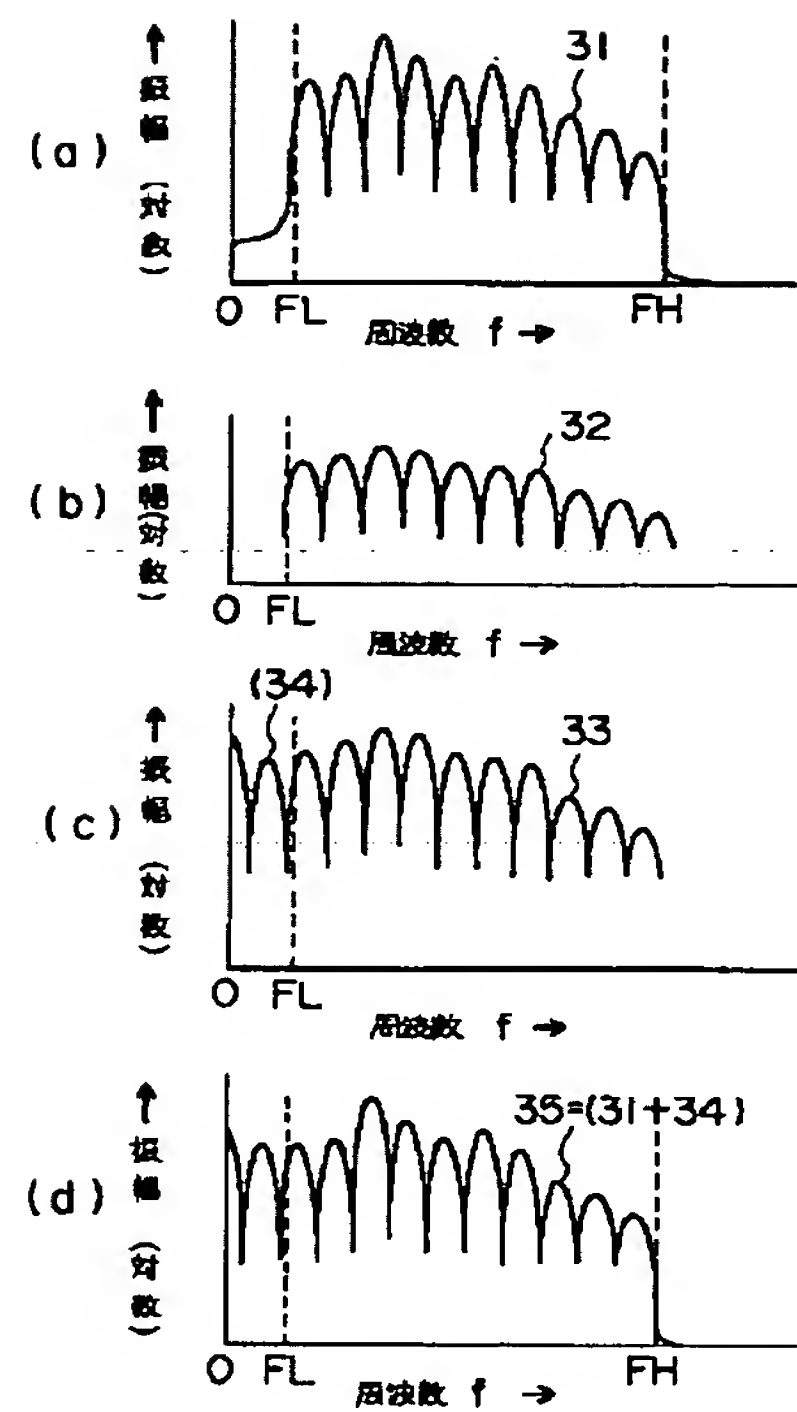 (a)
↑振幅（対数）
31
O FL FH
周波数 f →
(b)
↑振幅（対数）
32
O FL
周波数 f →
(c)
↑振幅（対数）
(34)
33
O FL
周波数 f →
(d)
↑振幅（対数）
35=(31+34)
O FL FH
周波数 f →